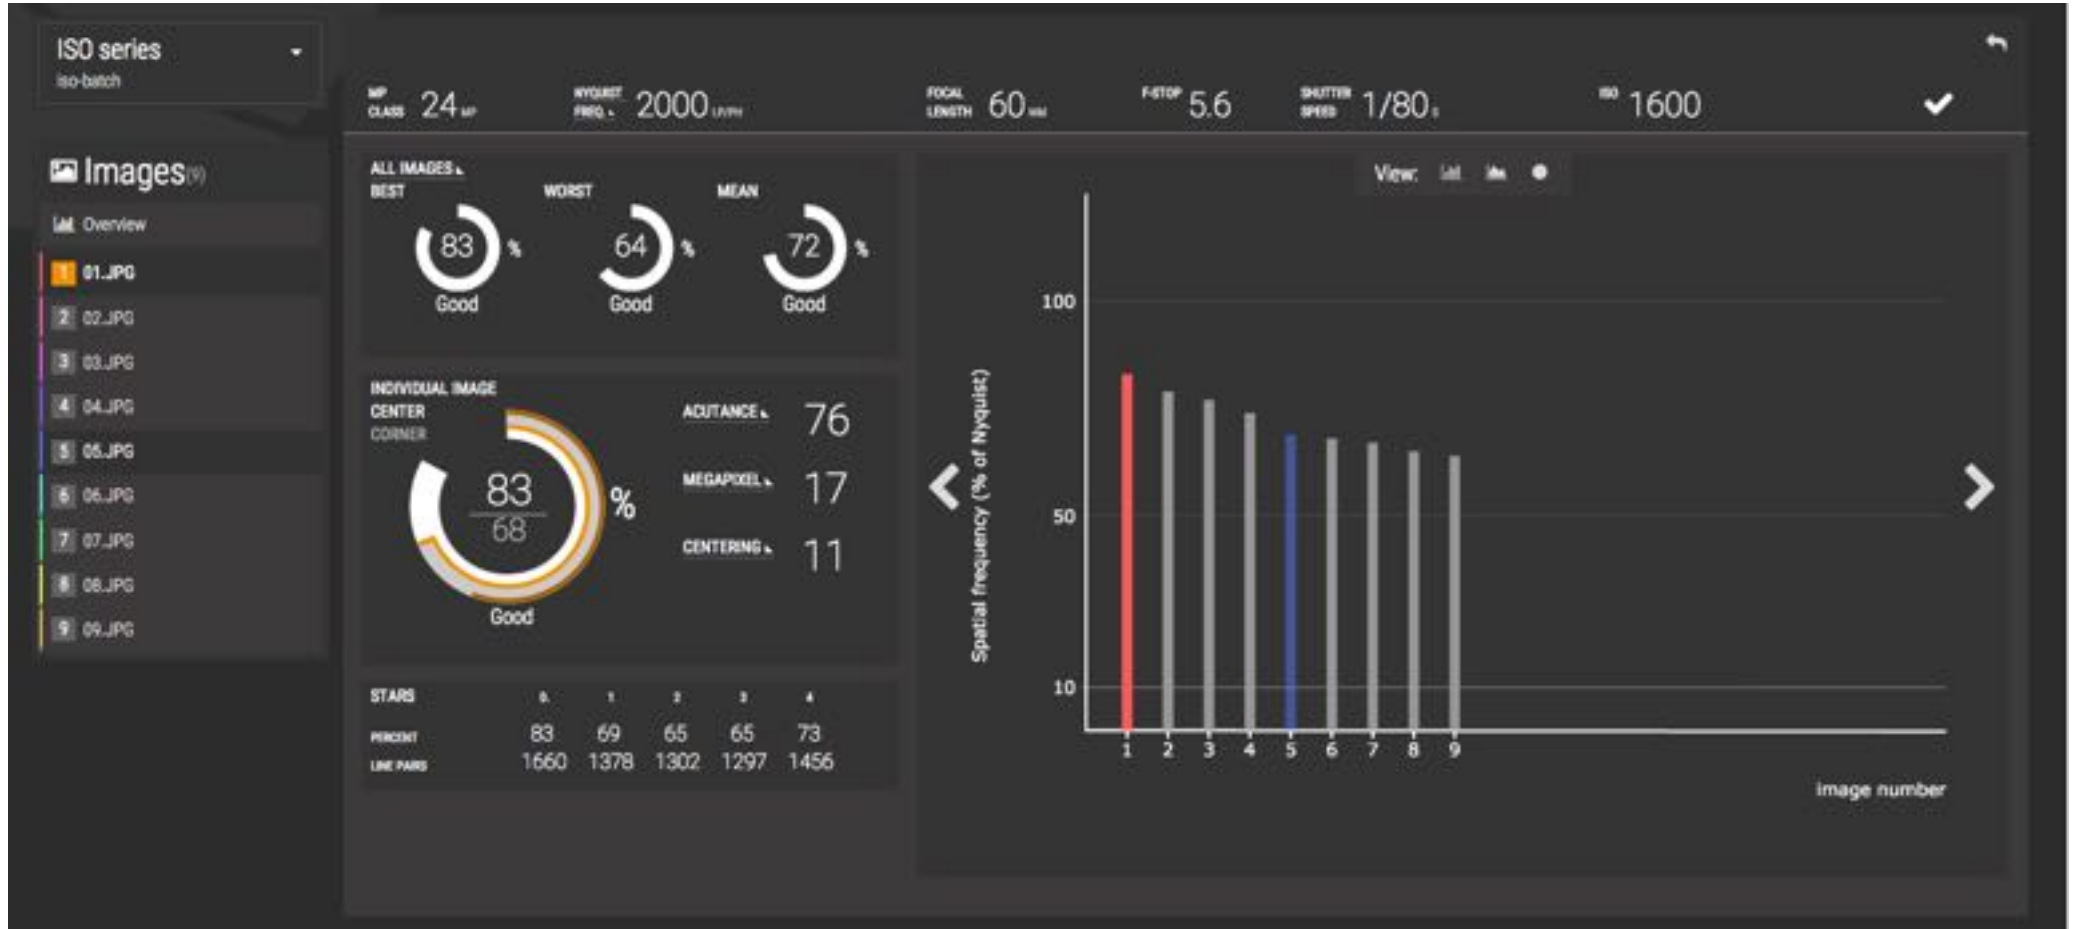 ISO series
iso-batch
MP CLASS 24 MP
NYQUIST FREQ. 2000 LP/PH
FOCAL LENGTH 60 MM
F-STOP 5.6
SHUTTER SPEED 1/80 s
ISO 1600
Images(9)
Overview
1 01.JPG
2 02.JPG
3 03.JPG
4 04.JPG
5 05.JPG
6 06.JPG
7 07.JPG
8 08.JPG
9 09.JPG
ALL IMAGES
BEST WORST MEAN
83 % 64 % 72 %
Good Good Good
INDIVIDUAL IMAGE
CENTER
CORNER
83
68
%
Good
ACUTANCE 76
MEGAPIXEL 17
CENTERING 11
STARS 0. 1 2 3 4
PERCENT 83 69 65 65 73
LINE PAIRS 1660 1378 1302 1297 1456
View:
Spatial frequency (% of Nyquist)
100
50
10
1 2 3 4 5 6 7 8 9
image number